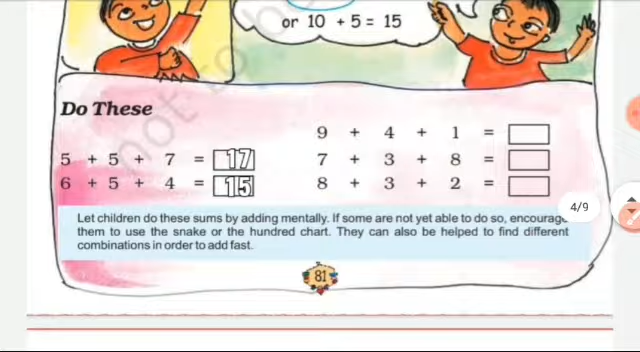 or 10 + 5 = 15
Do These
9 + 4 + 1 =
5 + 5 + 7 = 17
7 + 3 + 8 =
6 + 5 + 4 = 15
8 + 3 + 2 =
4/9
Let children do these sums by adding mentally. If some are not yet able to do so, encourage
them to use the snake or the hundred chart. They can also be helped to find different
combinations in order to add fast.
81
not to be